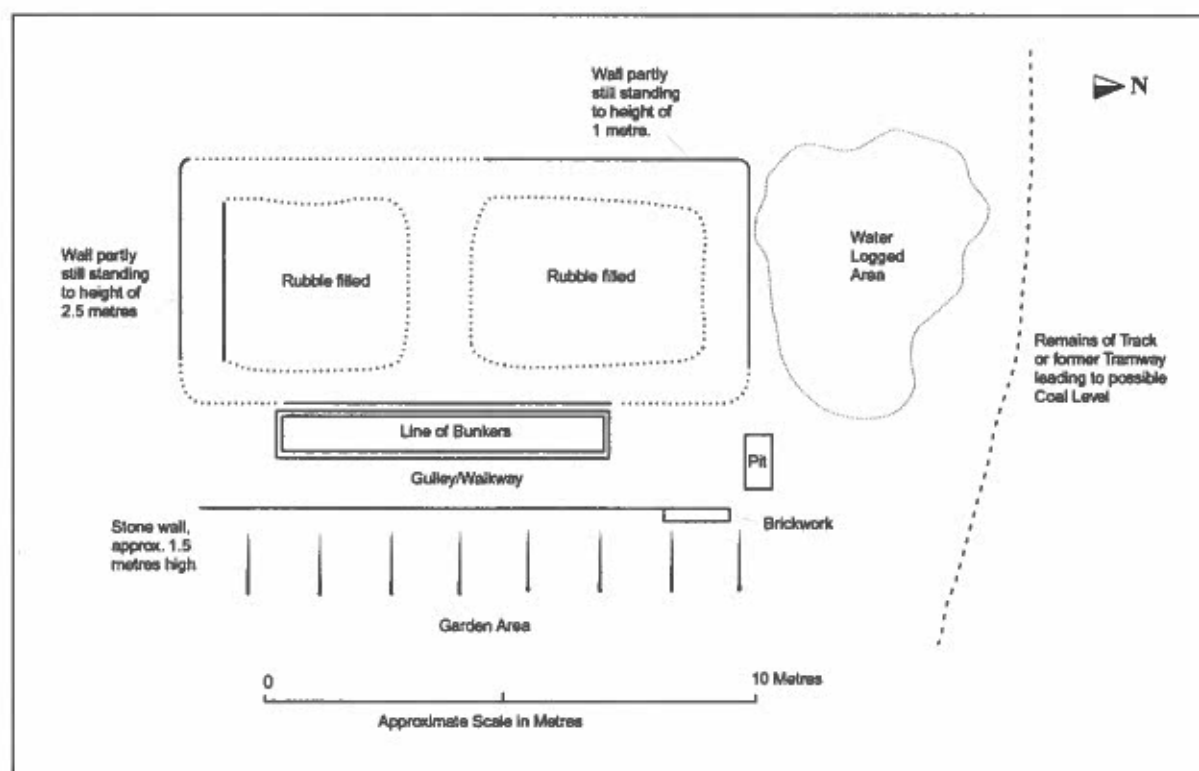 Wall partly
still standing
to height of
1 metre.
N
Wall partly
still standing
to height of
2.5 metres
Rubble filled
Rubble filled
Water
Logged
Area
Remains of Track
or former Tramway
leading to possible
Coal Level
Line of Bunkers
Pit
Gulley/Walkway
Brickwork
Stone wall,
approx. 1.5
metres high
Garden Area
0
10 Metres
Approximate Scale in Metres